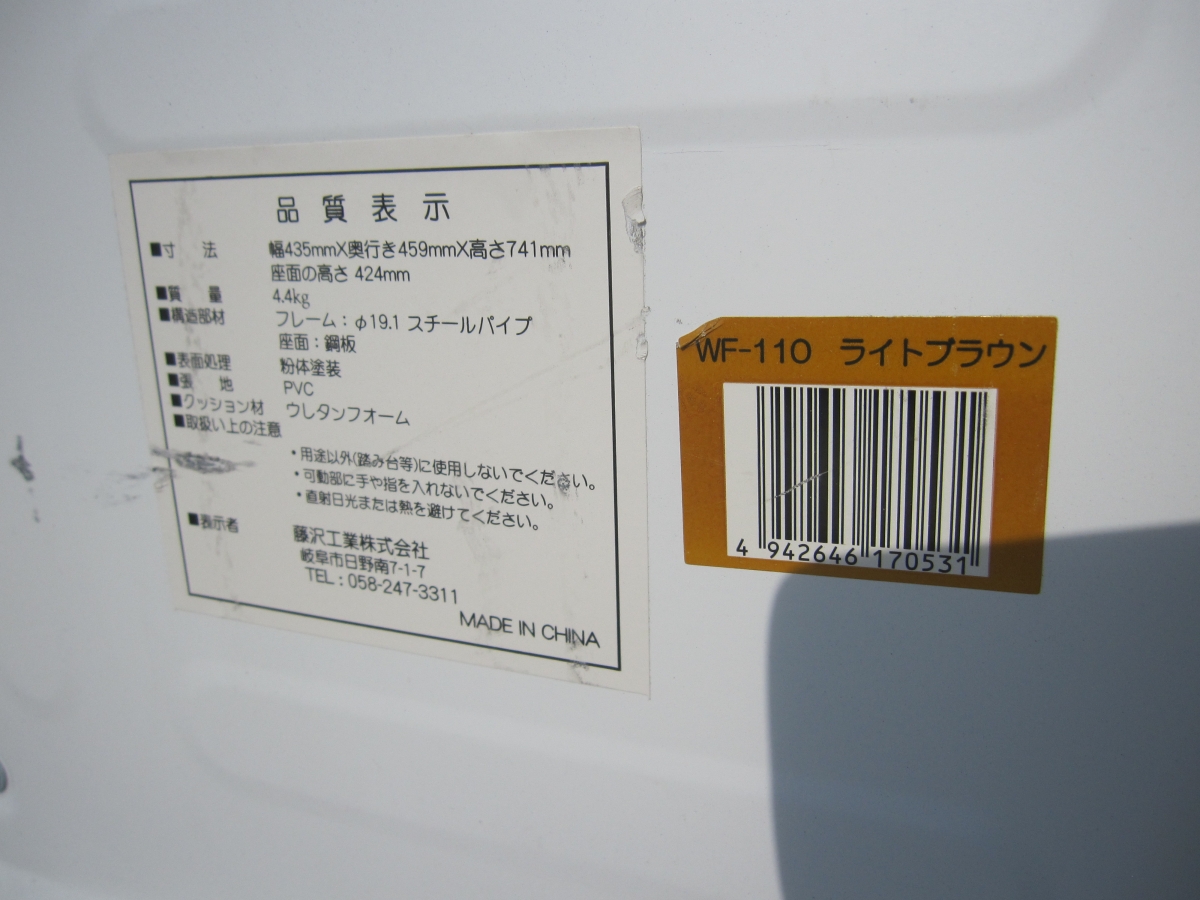 品質表示
■寸法 幅435mmX奥行き459mmX高さ741mm
座面の高さ 424mm
■質量 4.4kg
■構造部材 フレーム：φ19.1 スチールパイプ
座面：鋼板
■表面処理 粉体塗装
■張地 PVC
■クッション材 ウレタンフォーム
■取扱い上の注意
・用途以外(踏み台等)に使用しないでください。
・可動部に手や指を入れないでください。
・直射日光または熱を避けてください。
■表示者 藤沢工業株式会社
岐阜市日野南7-1-7
TEL：058-247-3311
MADE IN CHINA
WF-110 ライトブラウン
4 942646 170531